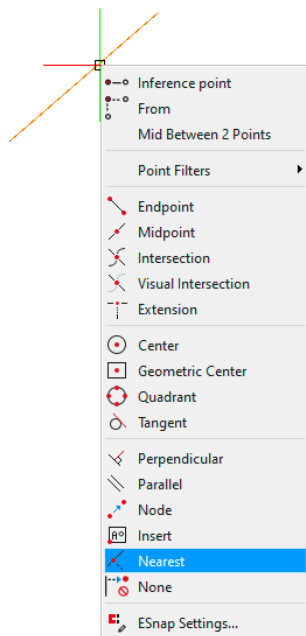 Inference point
From
Mid Between 2 Points
Point Filters
Endpoint
Midpoint
Intersection
Visual Intersection
Extension
Center
Geometric Center
Quadrant
Tangent
Perpendicular
Parallel
Node
Insert
Nearest
None
ESnap Settings...